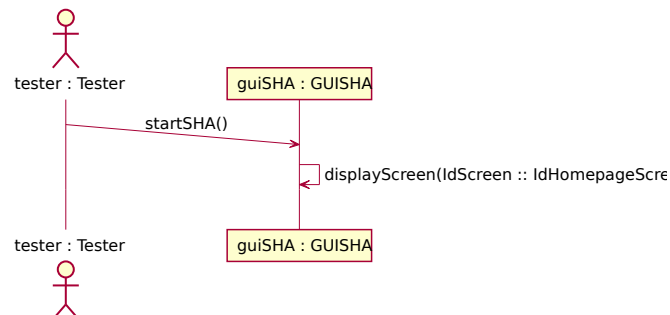 tester : Tester
guiSHA : GUISHA
startSHA()
displayScreen(IdScreen :: IdHomepageScre
tester : Tester
guiSHA : GUISHA